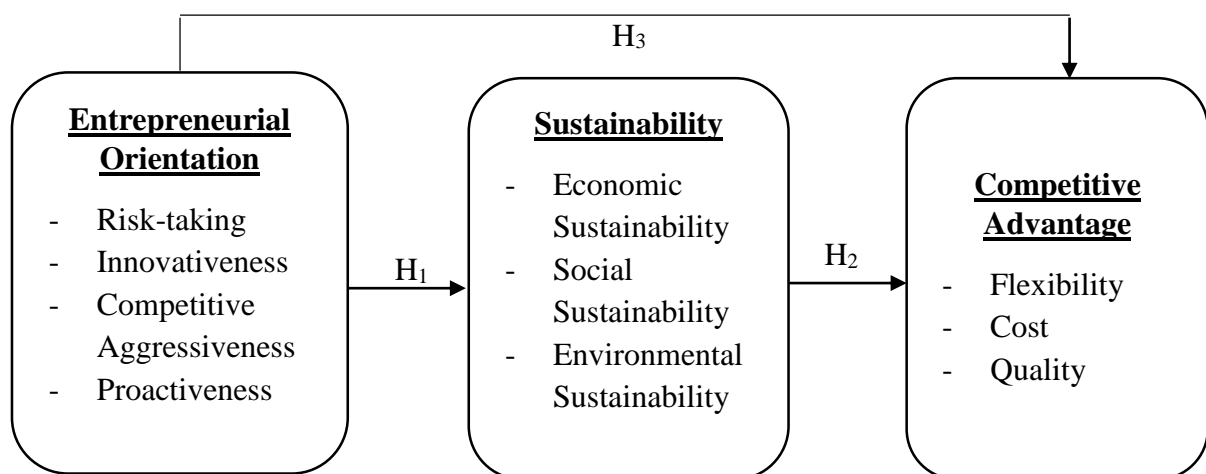 H₃
Entrepreneurial
Orientation
- Risk-taking
- Innovativeness
- Competitive
Aggressiveness
- Proactiveness
H₁
Sustainability
- Economic
Sustainability
- Social
Sustainability
- Environmental
Sustainability
H₂
Competitive
Advantage
- Flexibility
- Cost
- Quality